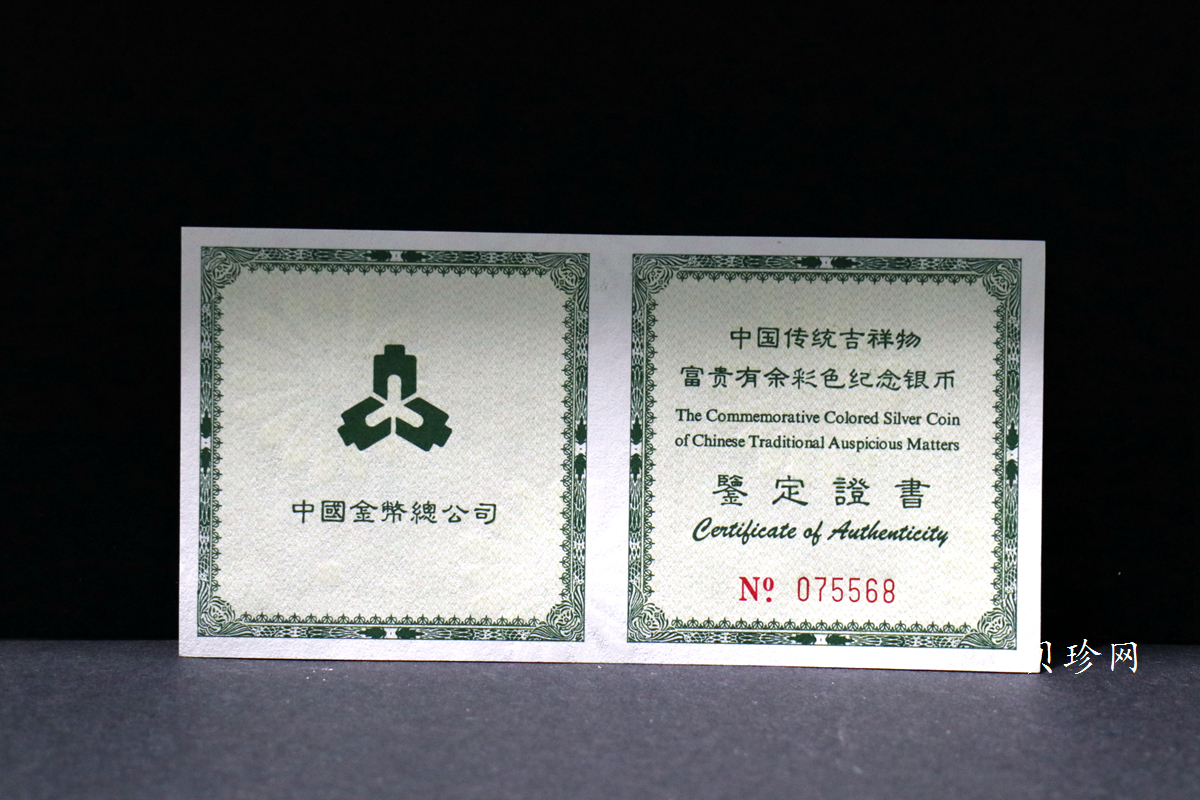 中國金幣總公司
中国传统吉祥物
富贵有余彩色纪念银币
The Commemorative Colored Silver Coin
of Chinese Traditional Auspicious Matters
鑒定證書
Certificate of Authenticity
Nº 075568
珍网